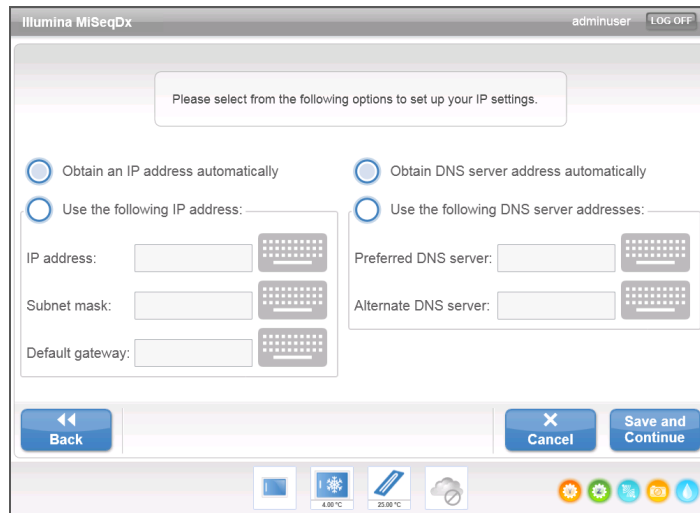 Illumina MiSeqDx
adminuser LOG OFF
Please select from the following options to set up your IP settings.
Obtain an IP address automatically
Obtain DNS server address automatically
Use the following IP address:
Use the following DNS server addresses:
IP address:
Preferred DNS server:
Subnet mask:
Alternate DNS server:
Default gateway:
Back
Cancel
Save and
Continue
4.00 °C
25.00 °C